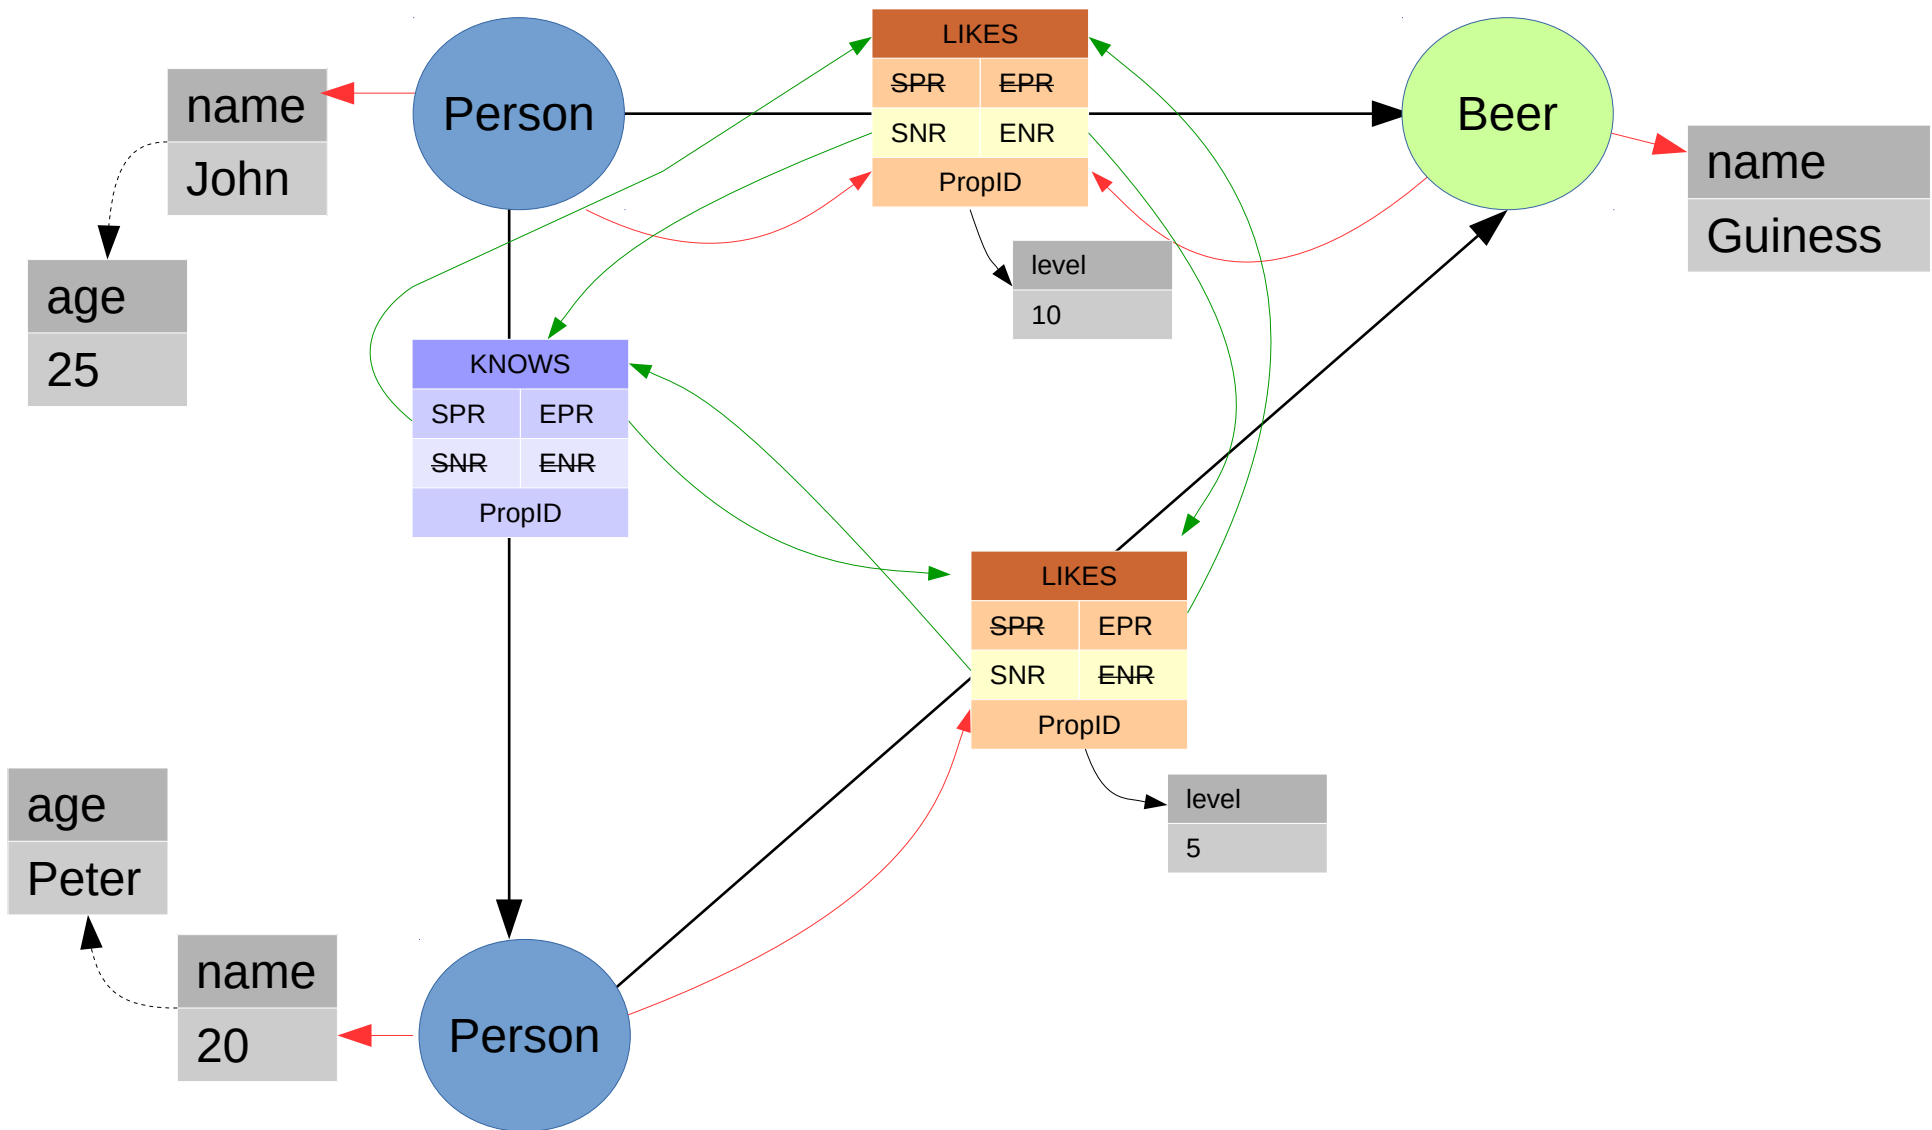 LIKES
SPR EPR
SNR ENR
PropID
Person
Beer
name
John
name
Guiness
age
25
level
10
KNOWS
SPR EPR
SNR ENR
PropID
LIKES
SPR EPR
SNR ENR
PropID
level
5
age
Peter
name
20
Person